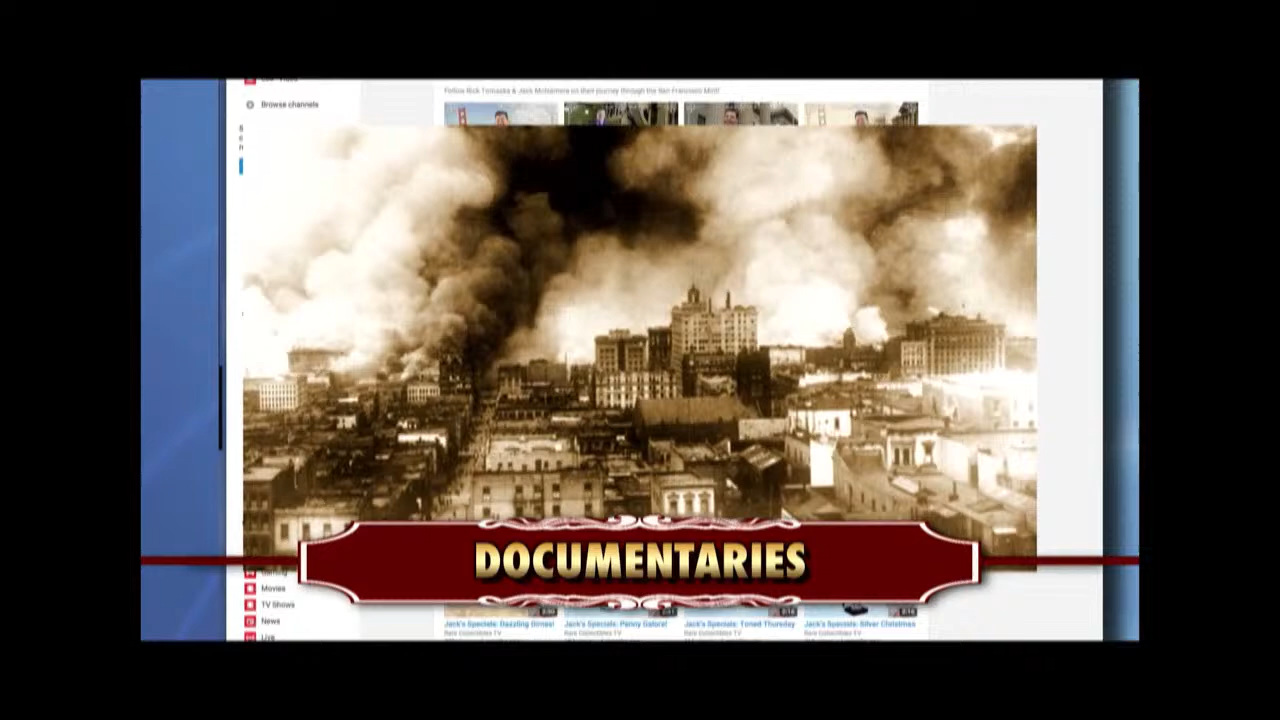 Browse channels
Follow Rick Tomaska & Jack McNamara on their journey through the San Francisco Mint!
DOCUMENTARIES
Movies
TV Shows
News
Live
Jack's Specials: Dazzling Dimes!
Jack's Specials: Penny Galore!
Jack's Specials: Toned Thursday
Jack's Specials: Silver Christmas
Rare Collectibles TV
Rare Collectibles TV
Rare Collectibles TV
Rare Collectibles TV